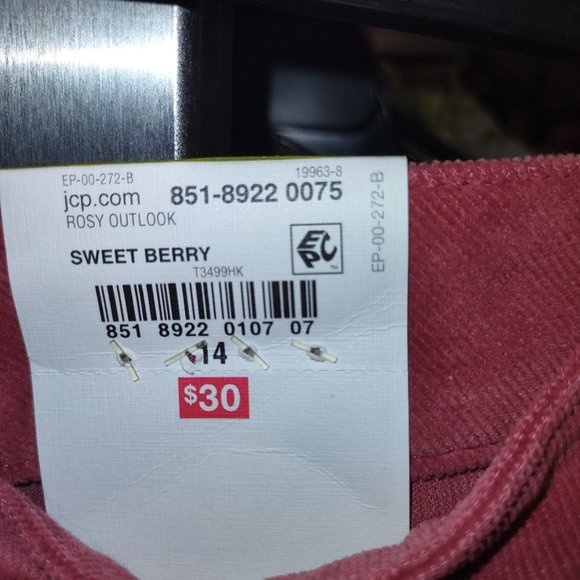 EP-00-272-B
19963-8
jcp.com
851-8922 0075
ROSY OUTLOOK
SWEET BERRY
EPC
TM
T3499HK
EP-00-272-B
851 8922 0107 07
14
$30